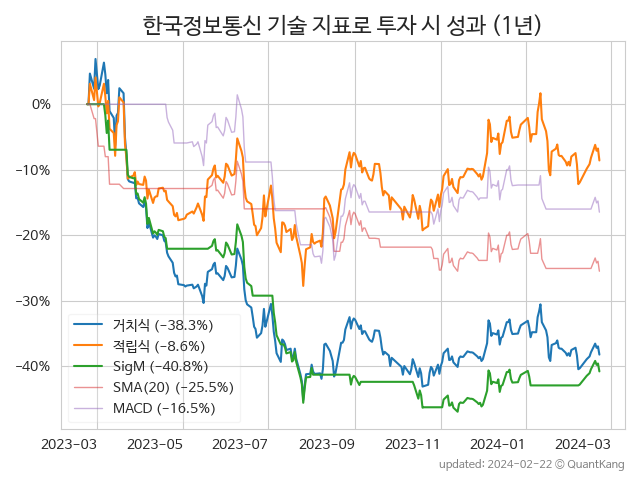 한국정보통신 기술 지표로 투자 시 성과 (1년)
0%
−10%
−20%
−30%
−40%
거치식 (−38.3%)
적립식 (−8.6%)
SigM (−40.8%)
SMA(20) (−25.5%)
MACD (−16.5%)
2023-03 2023-05 2023-07 2023-09 2023-11 2024-01 2024-03
updated: 2024-02-22 © QuantKang